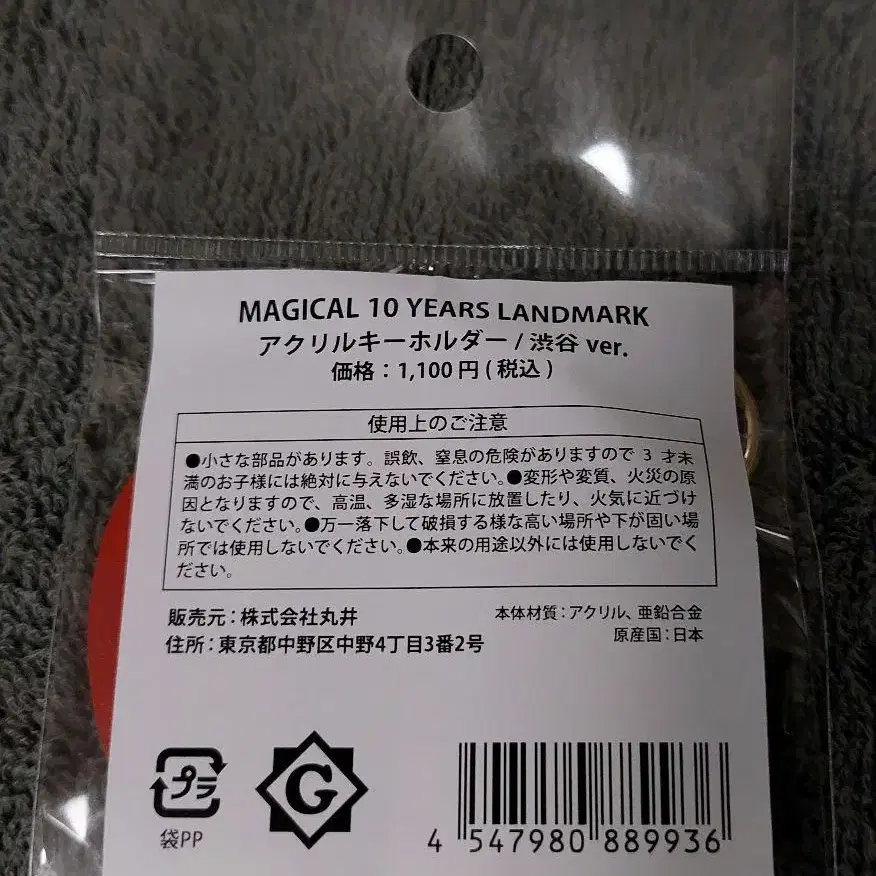 MAGICAL 10 YEARS LANDMARK
アクリルキーホルダー / 渋谷 ver.
価格：1,100 円 ( 税込 )
使用上のご注意
●小さな部品があります。誤飲、窒息の危険がありますので 3 才未
満のお子様には絶対に与えないでください。●変形や変質、火災の原
因となりますので、高温、多湿な場所に放置したり、火気に近づけ
ないでください。●万一落下して破損する様な高い場所や下が固い場
所では使用しないでください。●本来の用途以外には使用しないでく
ださい。
販売元：株式会社丸井
住所：東京都中野区中野4丁目3番2号
本体材質：アクリル、亜鉛合金
原産国：日本
プラ
袋PP
G
4 547980 889936